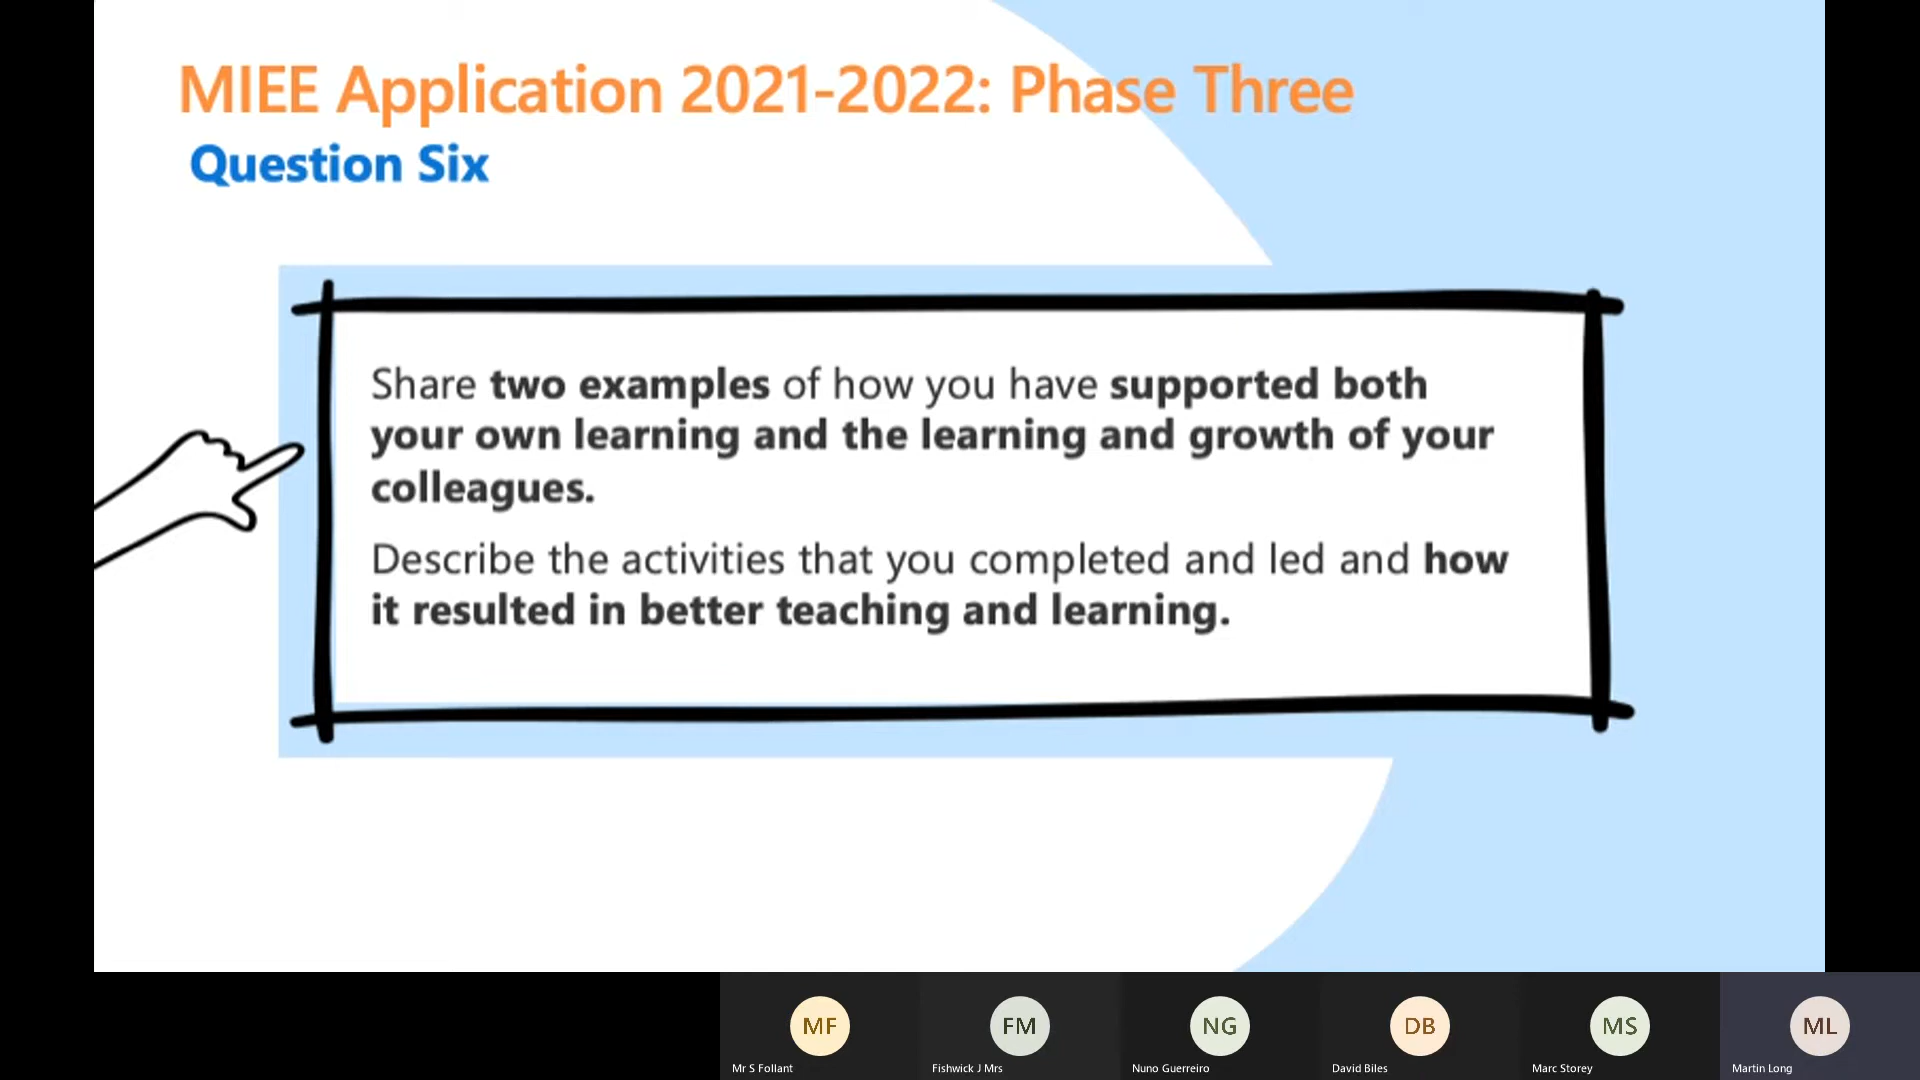 MIEE Application 2021-2022: Phase Three
Question Six
Share two examples of how you have supported both
your own learning and the learning and growth of your
colleagues.
Describe the activities that you completed and led and how
it resulted in better teaching and learning.
MF
FM
NG
DB
MS
ML
Mr S Follant
Fishwick J Mrs
Nuno Guerreiro
David Biles
Marc Storey
Martin Long